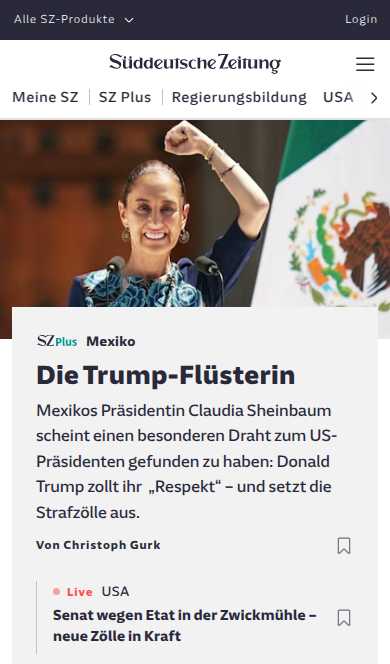 Alle SZ-Produkte
Login
Süddeutsche Zeitung
Meine SZ
SZ Plus
Regierungsbildung
USA
SZ Plus Mexiko
Die Trump-Flüsterin
Mexikos Präsidentin Claudia Sheinbaum
scheint einen besonderen Draht zum US-
Präsidenten gefunden zu haben: Donald
Trump zollt ihr „Respekt“ – und setzt die
Strafzölle aus.
Von Christoph Gurk
Live USA
Senat wegen Etat in der Zwickmühle –
neue Zölle in Kraft